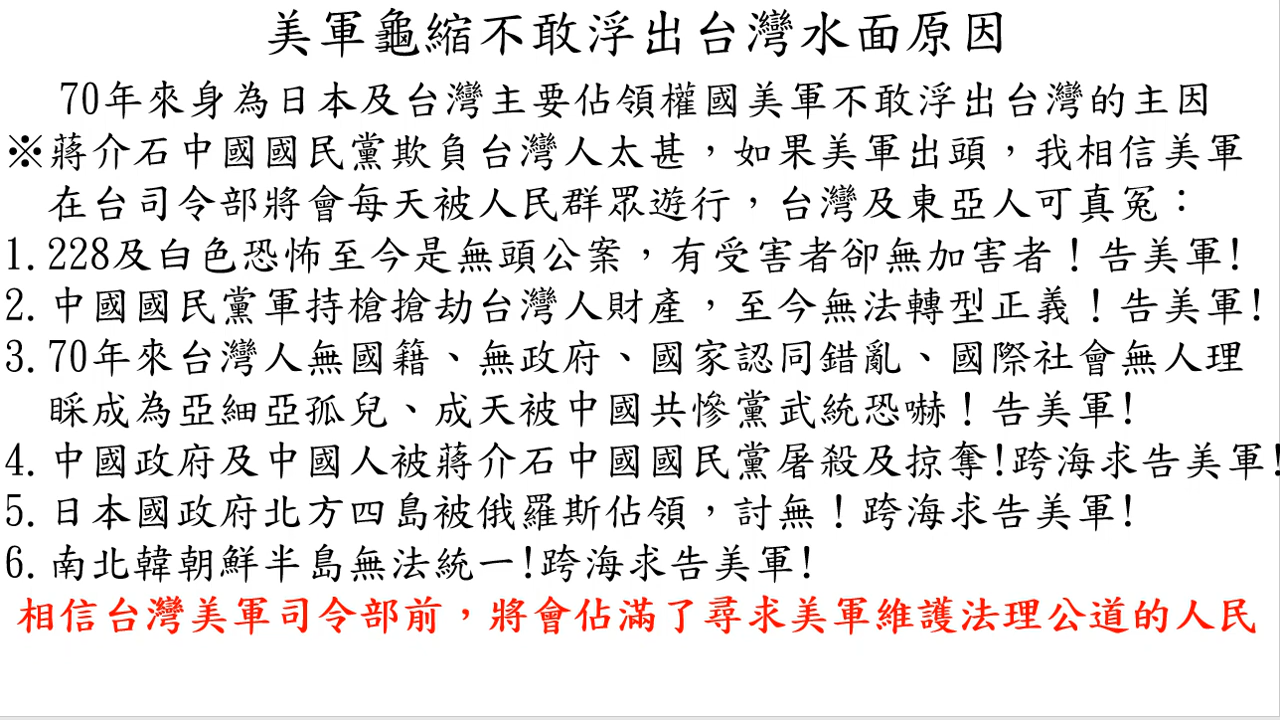 美軍龜縮不敢浮出台灣水面原因
70年來身為日本及台灣主要佔領權國美軍不敢浮出台灣的主因
※蔣介石中國國民黨欺負台灣人太甚，如果美軍出頭，我相信美軍
在台司令部將會每天被人民群眾遊行，台灣及東亞人可真冤：
1.228及白色恐怖至今是無頭公案，有受害者卻無加害者！告美軍!
2.中國國民黨軍持槍搶劫台灣人財產，至今無法轉型正義！告美軍!
3.70年來台灣人無國籍、無政府、國家認同錯亂、國際社會無人理
睬成為亞細亞孤兒、成天被中國共慘黨武統恐嚇！告美軍!
4.中國政府及中國人被蔣介石中國國民黨屠殺及掠奪!跨海求告美軍!
5.日本國政府北方四島被俄羅斯佔領，討無！跨海求告美軍!
6.南北韓朝鮮半島無法統一!跨海求告美軍!
相信台灣美軍司令部前，將會佔滿了尋求美軍維護法理公道的人民